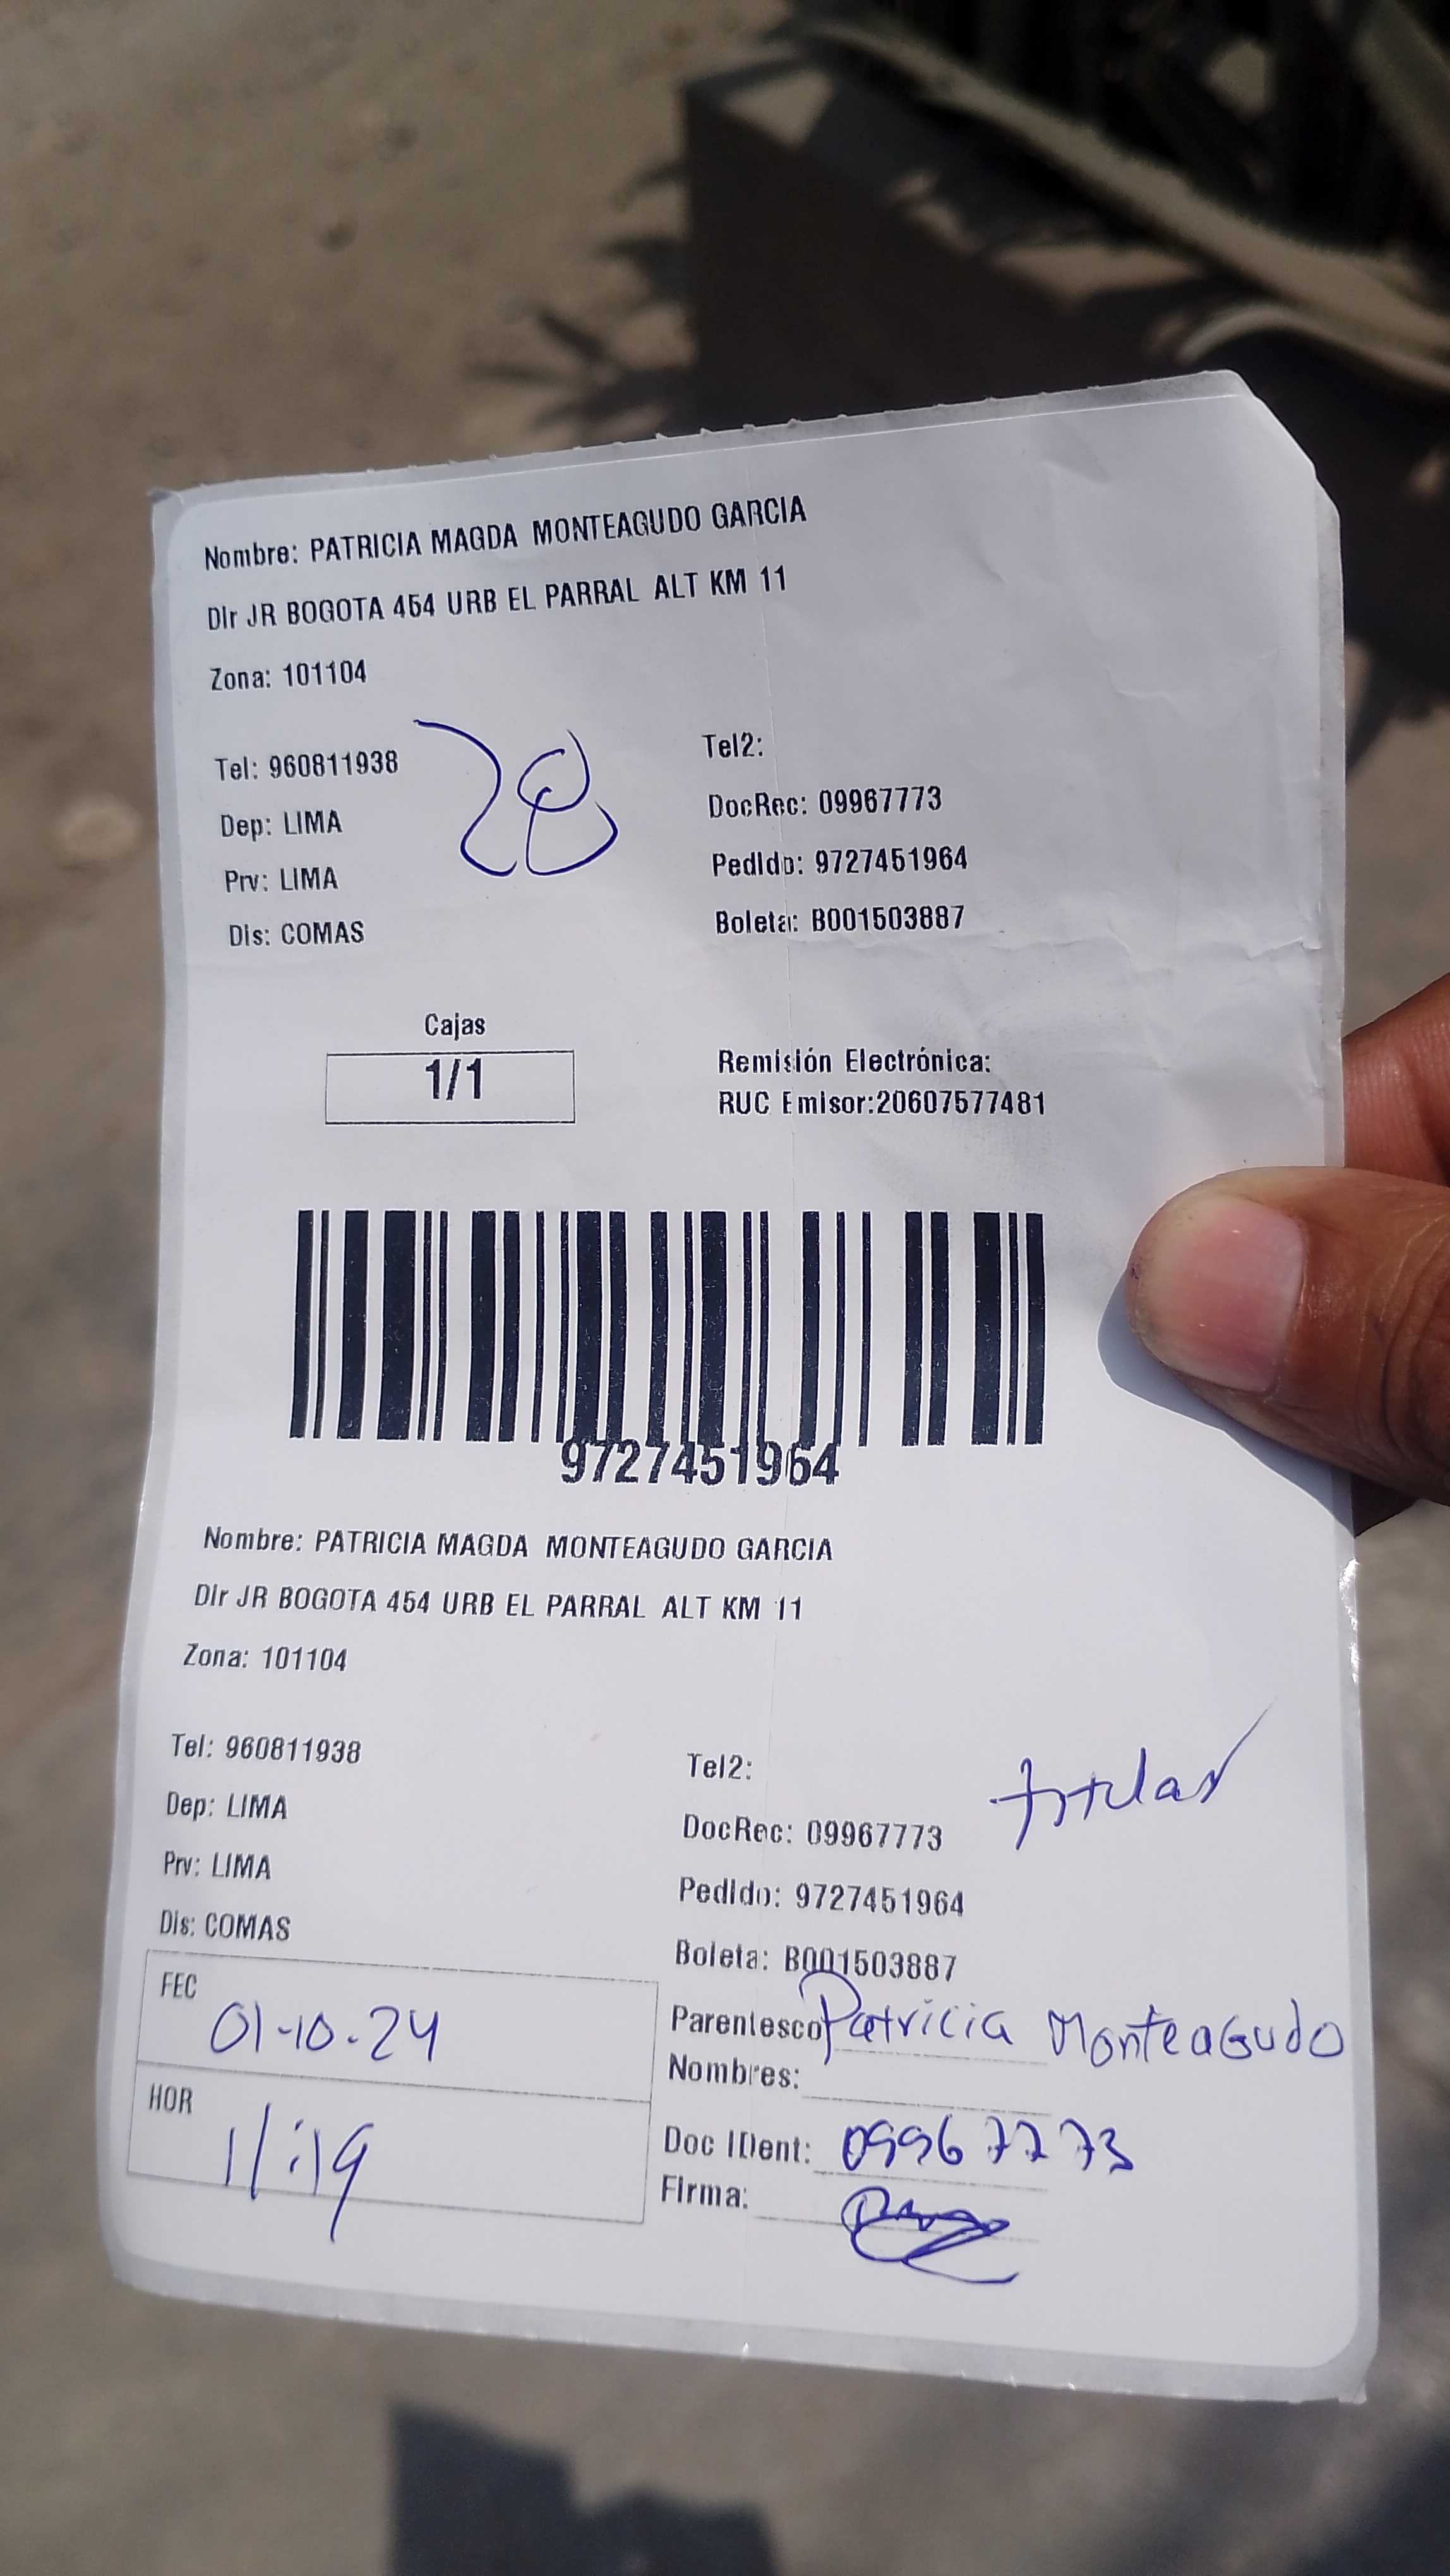 Nombre: PATRICIA MAGDA MONTEAGUDO GARCIA
Dir JR BOGOTA 454 URB EL PARRAL ALT KM 11
Zona: 101104
Tel: 960811938
Tel2:
28
Dep: LIMA
DocRec: 09967773
Prv: LIMA
Pedido: 9727451964
Dis: COMAS
Boleta: B001503887
Cajas
1/1
Remisión Electrónica:
RUC Emisor:20607577481
9727451964
Nombre: PATRICIA MAGDA MONTEAGUDO GARCIA
Dir JR BOGOTA 454 URB EL PARRAL ALT KM 11
Zona: 101104
Tel: 960811938
Tel2:
titular
Dep: LIMA
DocRec: 09967773
Prv: LIMA
Pedido: 9727451964
Dis: COMAS
Boleta: B001503887
FEC
01-10-24
Parentesco Patricia Monteagudo
Nombres:
HOR
11:19
Doc IDent: 09967773
Firma: